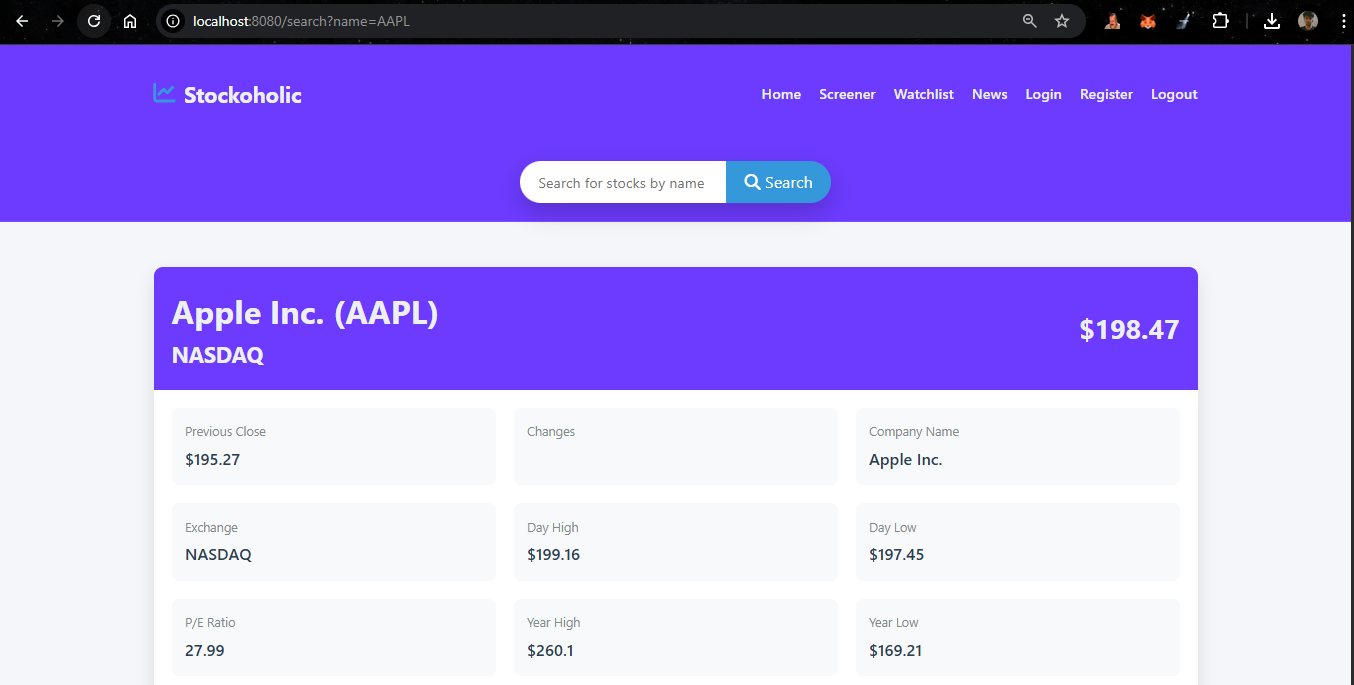 localhost:8080/search?name=AAPL
Stockoholic
Home Screener Watchlist News Login Register Logout
Search for stocks by name
Search
Apple Inc. (AAPL)
NASDAQ
$198.47
Previous Close
$195.27
Changes
Company Name
Apple Inc.
Exchange
NASDAQ
Day High
$199.16
Day Low
$197.45
P/E Ratio
27.99
Year High
$260.1
Year Low
$169.21